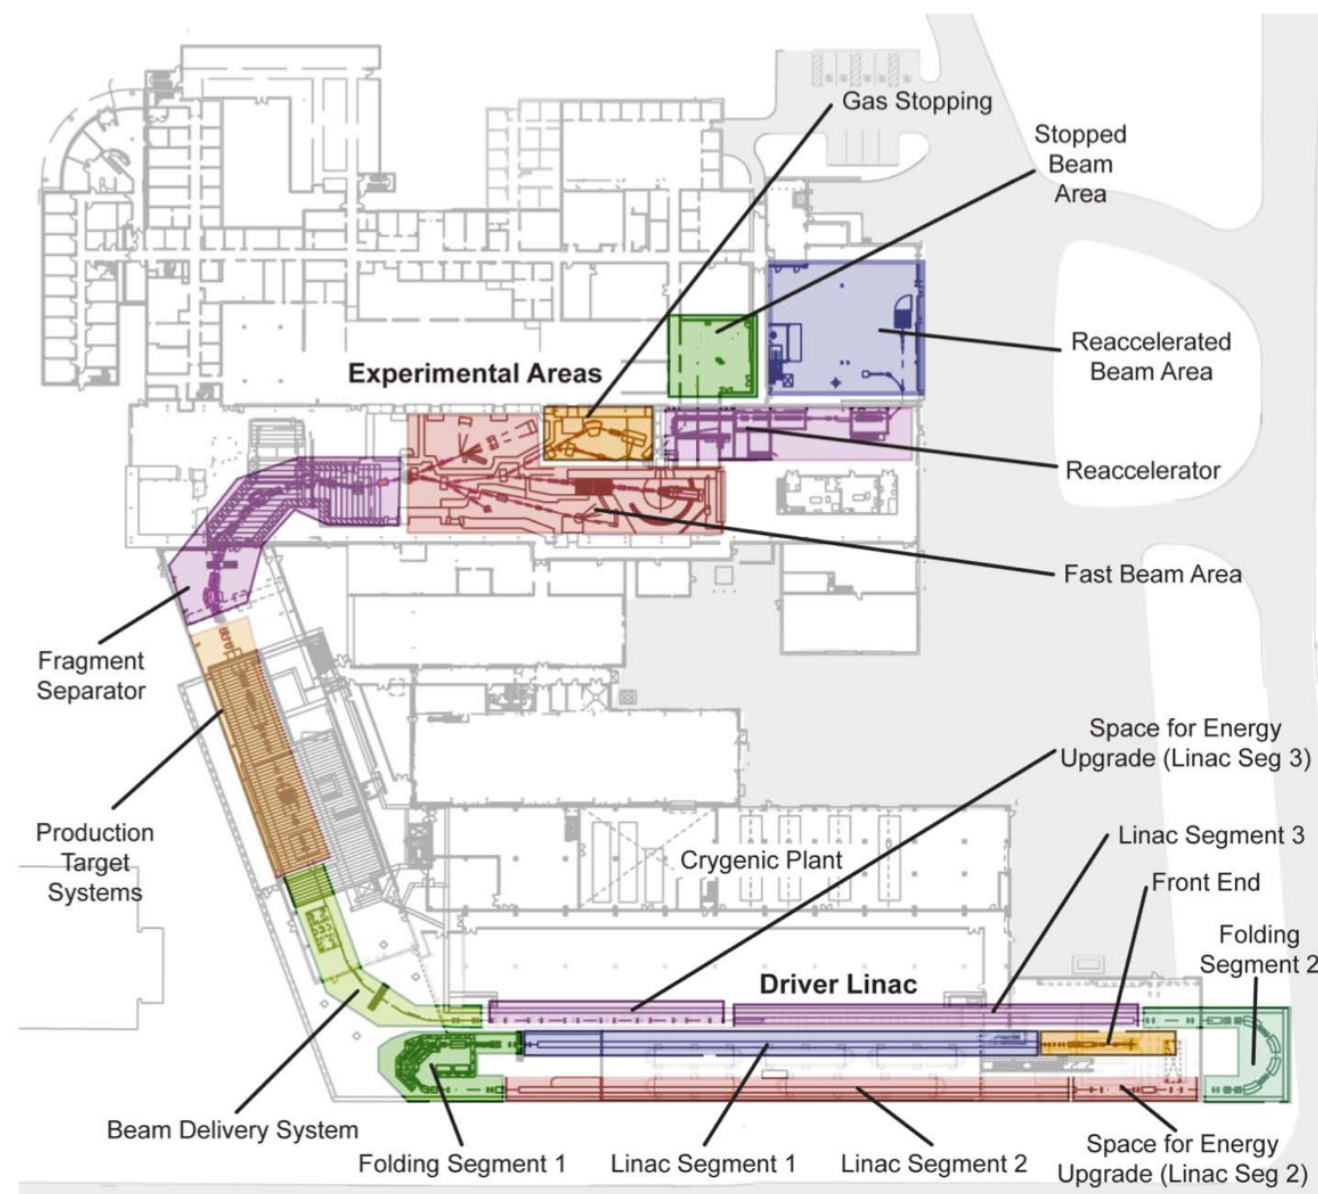 Gas Stopping
Stopped
Beam
Area
Reaccelerated
Beam Area
Experimental Areas
Reaccelerator
Fast Beam Area
Fragment
Separator
Space for Energy
Upgrade (Linac Seg 3)
Production
Target
Systems
Linac Segment 3
Crygenic Plant
Front End
Folding
Segment 2
Driver Linac
Beam Delivery System
Folding Segment 1
Linac Segment 1
Linac Segment 2
Space for Energy
Upgrade (Linac Seg 2)